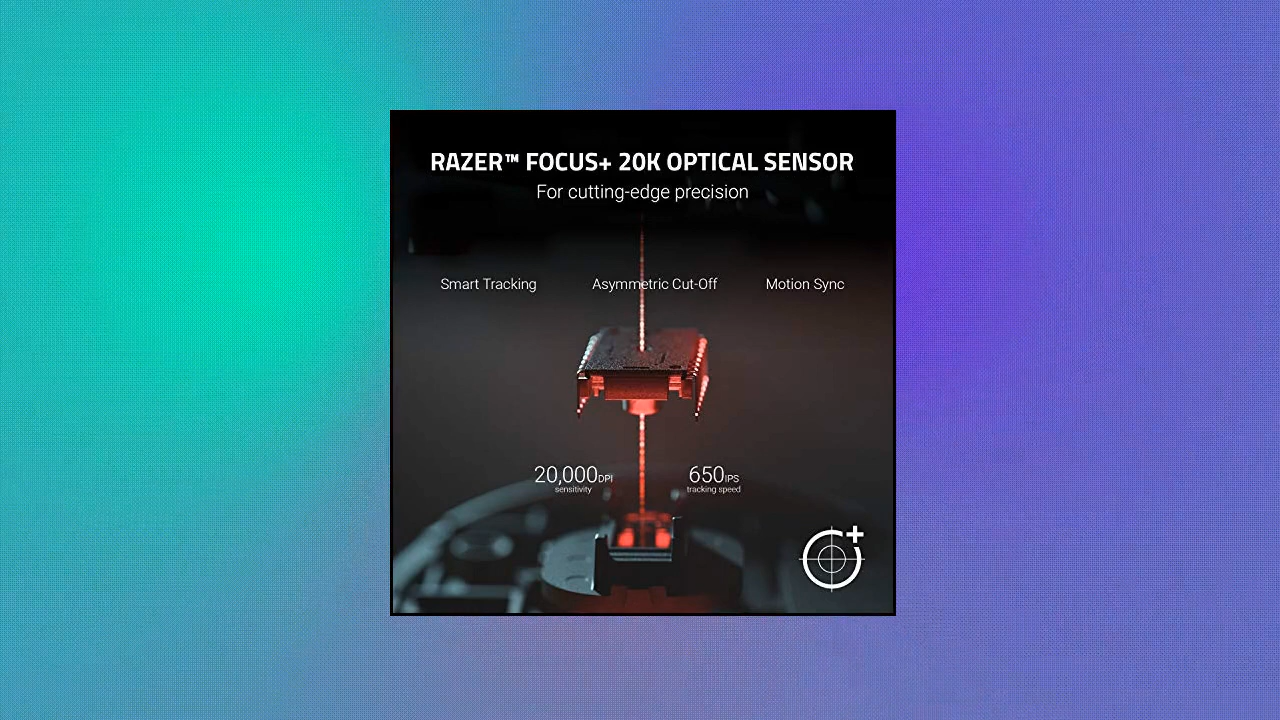 RAZER™ FOCUS+ 20K OPTICAL SENSOR
For cutting-edge precision
Smart Tracking Asymmetric Cut-Off Motion Sync
20,000DPI 650IPS
sensitivity tracking speed